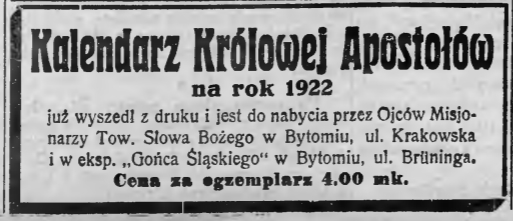 Kalendarz Królowej Apostołów
na rok 1922
już wyszedł z druku i jest do nabycia przez Ojców Misjo-
narzy Tow. Słowa Bożego w Bytomiu, ul. Krakowska
i w eksp. „Gońca Śląskiego“ w Bytomiu, ul. Brüninga.
Cena za egzemplarz 4.00 mk.